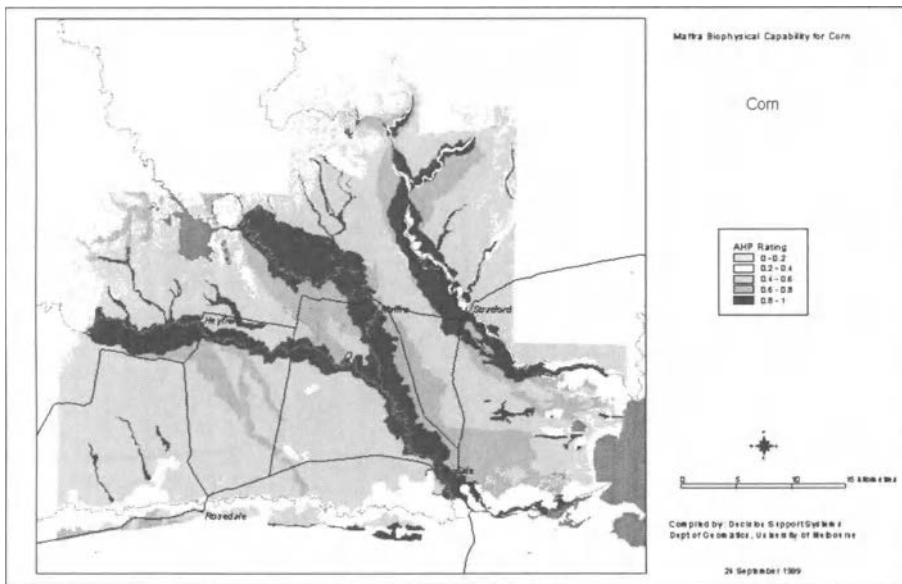 Maffra Biophysical Capability for Corn
Corn
AHP Rating
0 - 0.2
0.2 - 0.4
0.4 - 0.6
0.6 - 0.8
0.8 - 1
Maffra
Stratford
Heyfield
Sale
Rosedale
0 5 10 15 kilometres
Compiled by: Decision Support Systems
Dept of Geomatics, University of Melbourne
24 September 1999